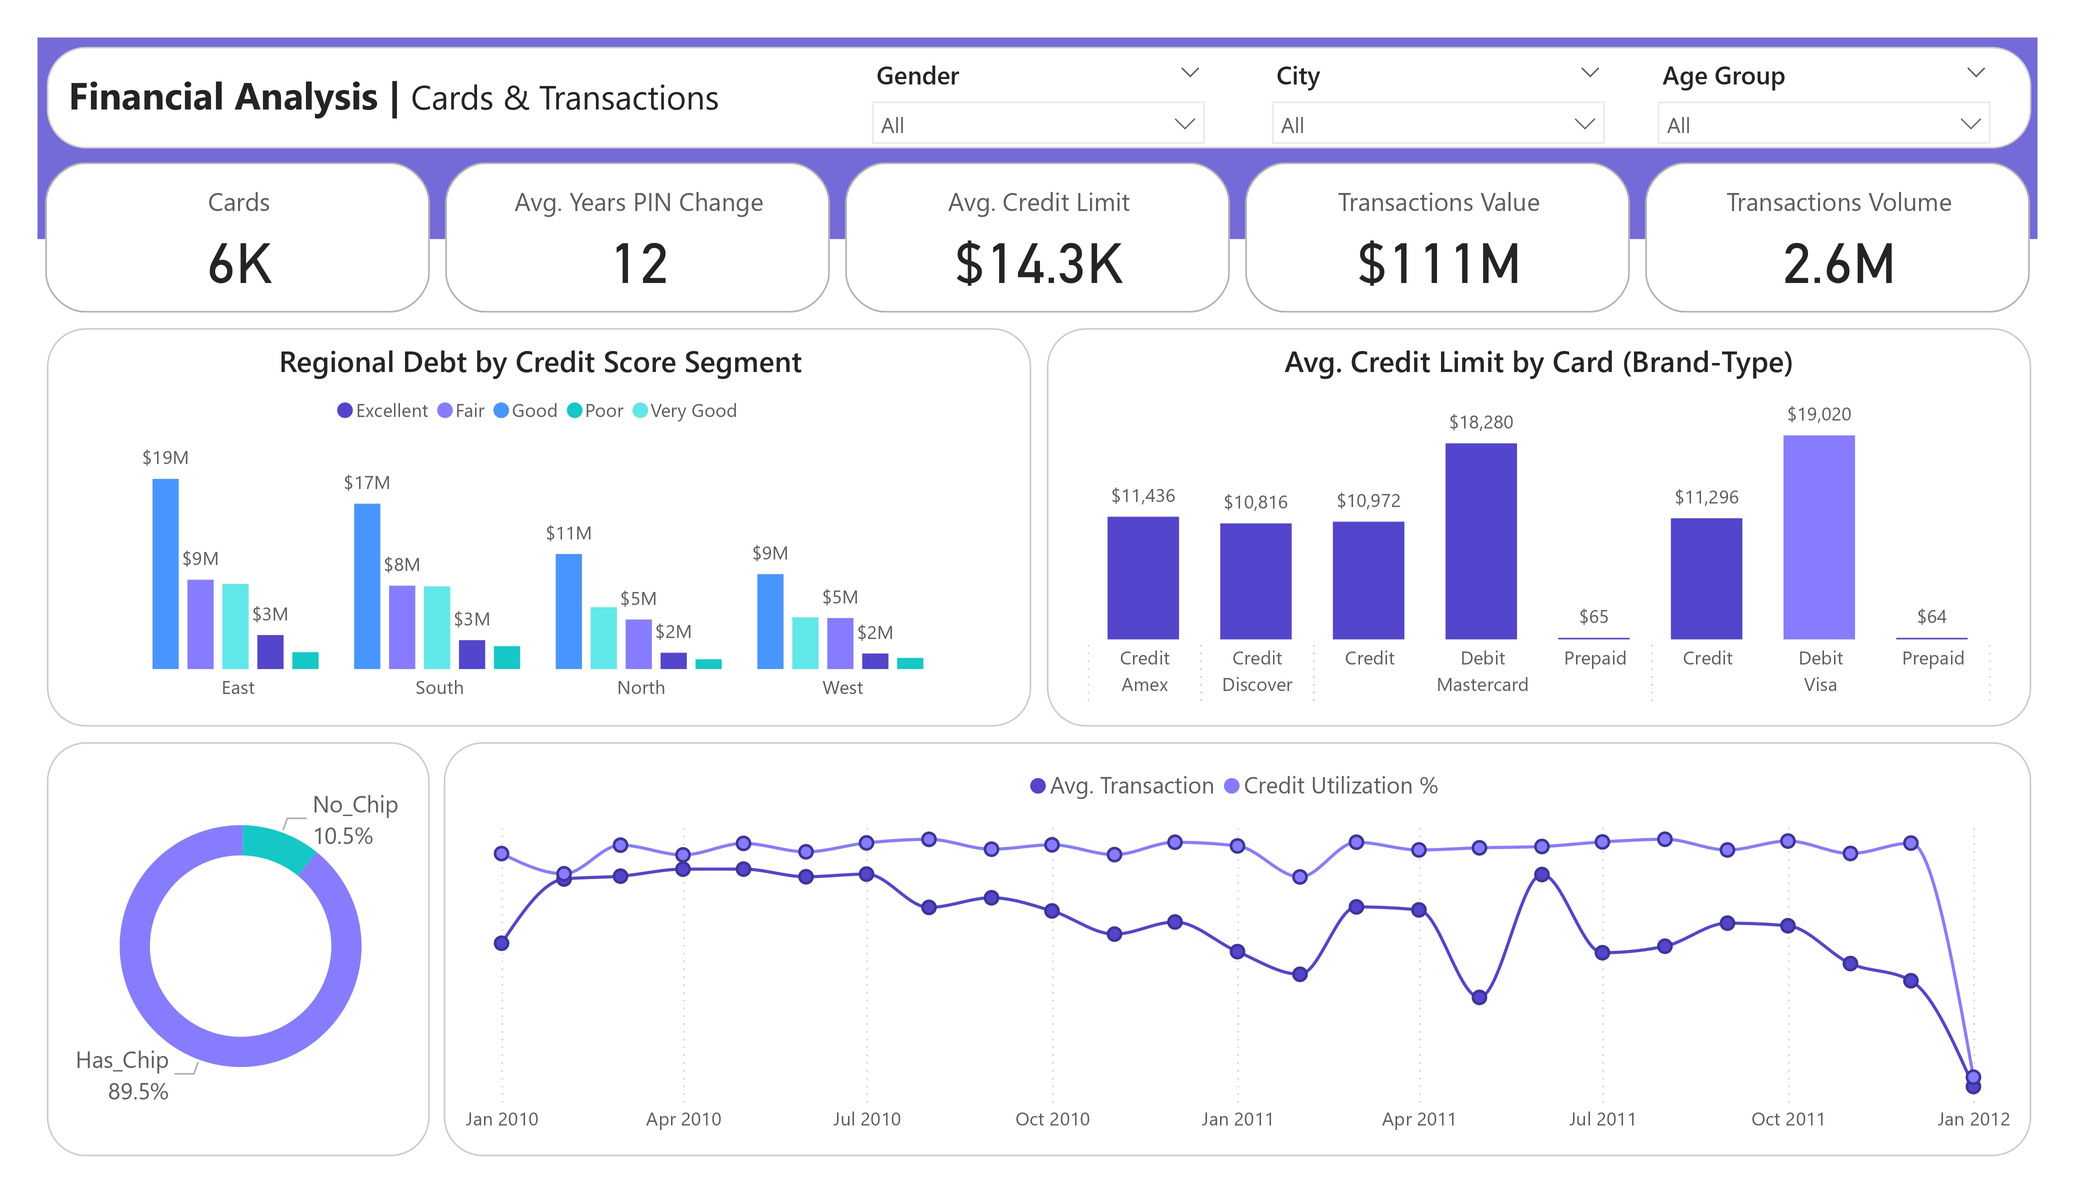 Financial Analysis | Cards & Transactions
Gender
City
Age Group
All
All
All
Cards
6K
Avg. Years PIN Change
12
Avg. Credit Limit
$14.3K
Transactions Value
$111M
Transactions Volume
2.6M
Regional Debt by Credit Score Segment
Excellent Fair Good Poor Very Good
$19M
$9M
$3M
$17M
$8M
$3M
$11M
$5M
$2M
$9M
$5M
$2M
East South North West
Avg. Credit Limit by Card (Brand-Type)
$11,436
$10,816
$10,972
$18,280
$65
$11,296
$19,020
$64
Credit Credit Credit Debit Prepaid Credit Debit Prepaid
Amex Discover Mastercard Visa
No_Chip
10.5%
Has_Chip
89.5%
Avg. Transaction Credit Utilization %
Jan 2010 Apr 2010 Jul 2010 Oct 2010 Jan 2011 Apr 2011 Jul 2011 Oct 2011 Jan 2012